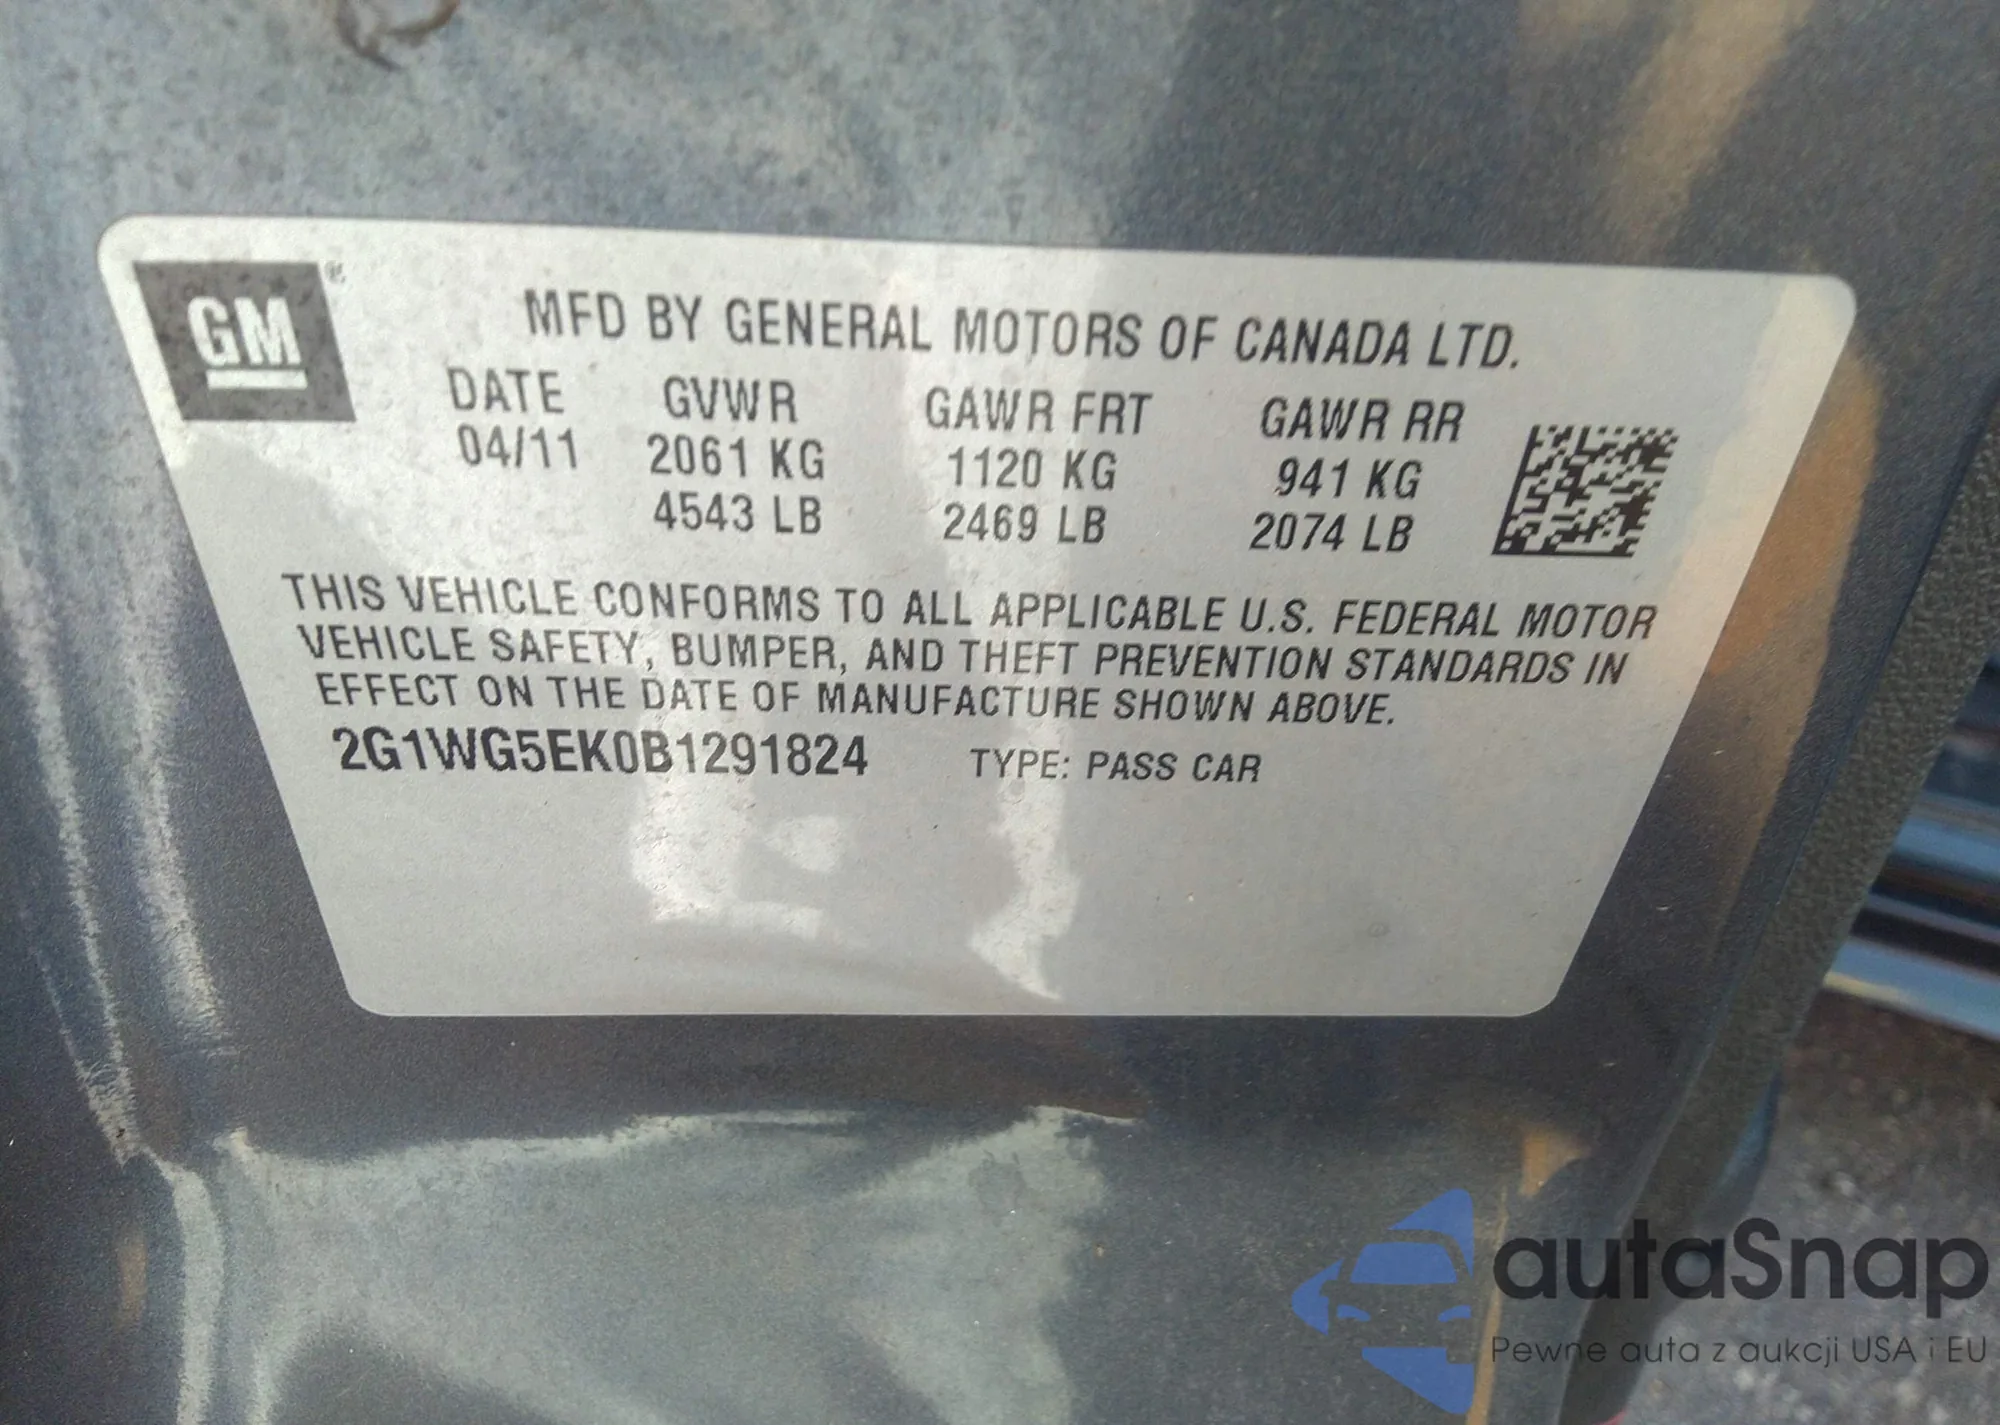 GM®
MFD BY GENERAL MOTORS OF CANADA LTD.
DATE GVWR GAWR FRT GAWR RR
04/11 2061 KG 1120 KG 941 KG
4543 LB 2469 LB 2074 LB
THIS VEHICLE CONFORMS TO ALL APPLICABLE U.S. FEDERAL MOTOR
VEHICLE SAFETY, BUMPER, AND THEFT PREVENTION STANDARDS IN
EFFECT ON THE DATE OF MANUFACTURE SHOWN ABOVE.
2G1WG5EK0B1291824 TYPE: PASS CAR
autaSnap
Pewne auta z aukcji USA i EU